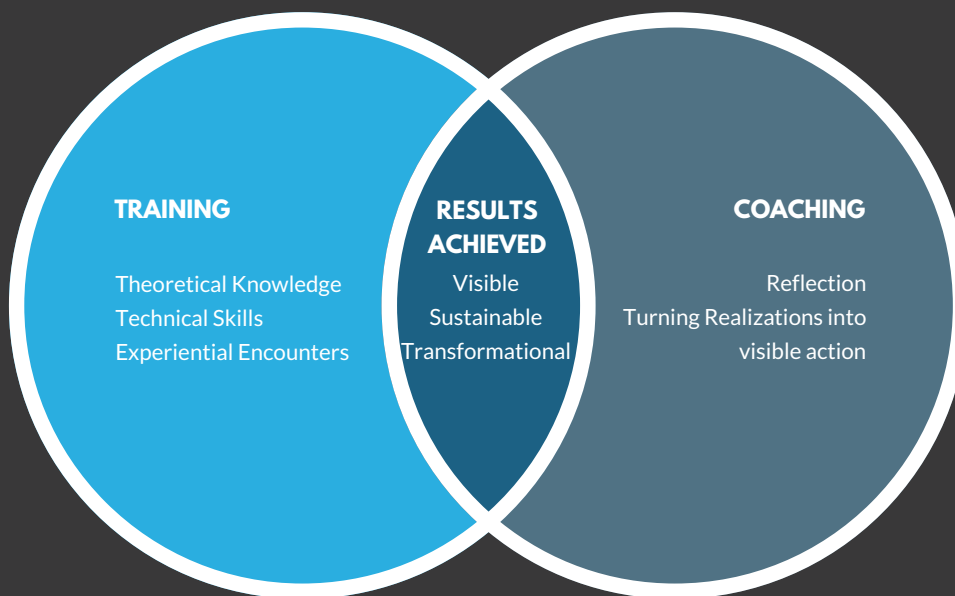 TRAINING
Theoretical Knowledge
Technical Skills
Experiential Encounters
RESULTS
ACHIEVED
Visible
Sustainable
Transformational
COACHING
Reflection
Turning Realizations into
visible action